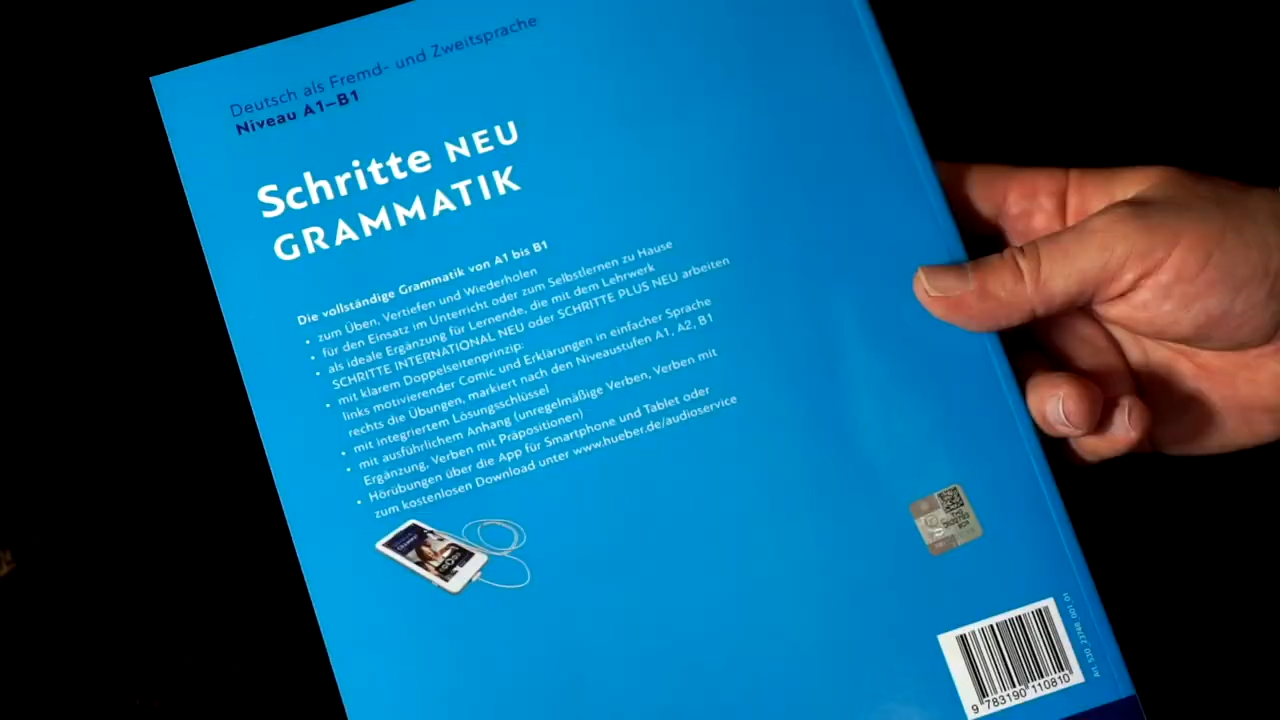 Deutsch als Fremd- und Zweitsprache
Niveau A1–B1
Schritte NEU
GRAMMATIK
Die vollständige Grammatik von A1 bis B1
• zum Üben, Vertiefen und Wiederholen
• für den Einsatz im Unterricht oder zum Selbstlernen zu Hause
• als ideale Ergänzung für Lernende, die mit dem Lehrwerk
SCHRITTE INTERNATIONAL NEU oder SCHRITTE PLUS NEU arbeiten
• mit klarem Doppelseitenprinzip:
links motivierender Comic und Erklärungen in einfacher Sprache
rechts die Übungen, markiert nach den Niveaustufen A1, A2, B1
• mit integriertem Lösungsschlüssel
• mit ausführlichem Anhang (unregelmäßige Verben, Verben mit
Ergänzung, Verben mit Präpositionen)
• Hörübungen über die App für Smartphone und Tablet oder
zum kostenlosen Download unter www.hueber.de/audioservice
Art. 530_23748_001_01
9 783190 110810